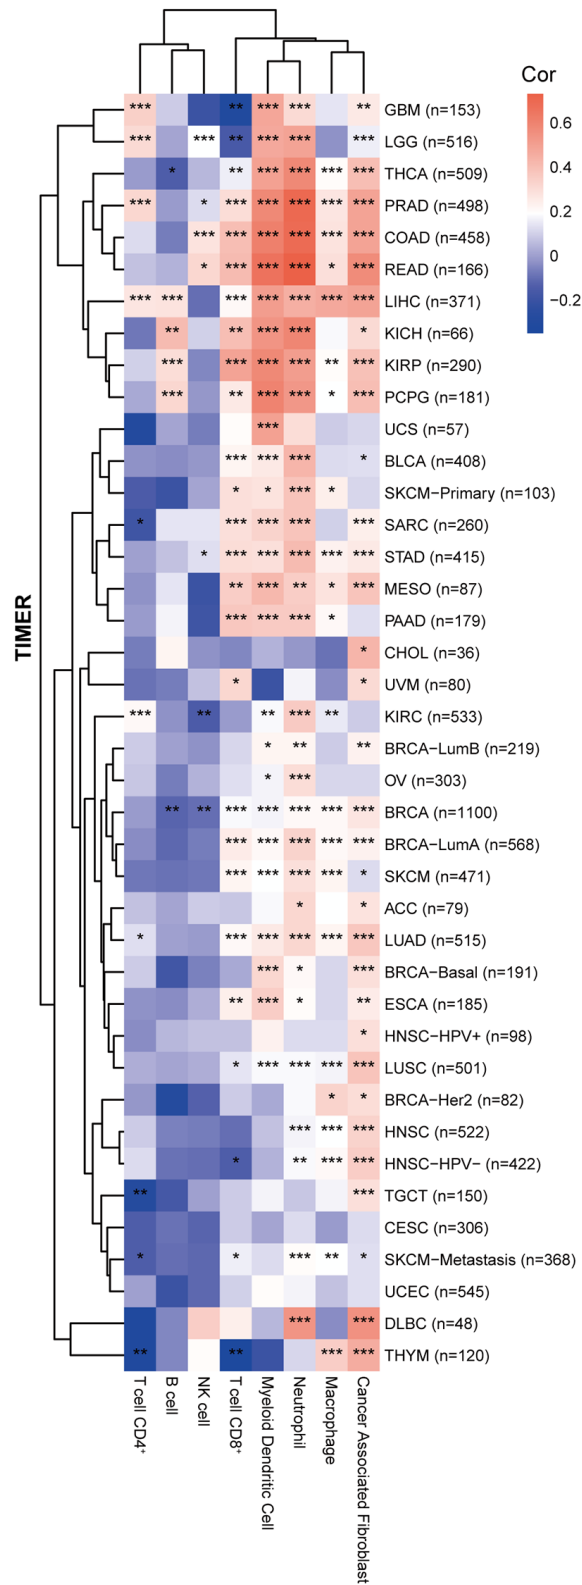 Cor
0.6
0.4
0.2
0
−0.2
TIMER
*** ** *** *** ** GBM (n=153)
*** *** ** *** *** *** LGG (n=516)
* ** *** *** *** *** THCA (n=509)
*** * *** *** *** *** *** PRAD (n=498)
*** *** *** *** *** *** COAD (n=458)
* *** *** *** * *** READ (n=166)
*** *** *** *** *** *** *** LIHC (n=371)
** ** *** *** * KICH (n=66)
*** *** *** *** ** *** KIRP (n=290)
*** ** *** *** * *** PCPG (n=181)
*** UCS (n=57)
*** *** *** * BLCA (n=408)
* * *** * SKCM−Primary (n=103)
* *** *** *** *** SARC (n=260)
* *** *** *** *** *** STAD (n=415)
** *** ** * *** MESO (n=87)
*** *** *** * PAAD (n=179)
* CHOL (n=36)
* * UVM (n=80)
*** ** ** *** ** KIRC (n=533)
* ** ** BRCA−LumB (n=219)
* *** OV (n=303)
** ** *** *** *** *** *** BRCA (n=1100)
*** *** *** *** *** BRCA−LumA (n=568)
*** *** *** *** * SKCM (n=471)
* * ACC (n=79)
* *** *** *** *** *** LUAD (n=515)
*** * *** BRCA−Basal (n=191)
** *** * ** ESCA (n=185)
* HNSC−HPV+ (n=98)
* *** *** *** *** LUSC (n=501)
* * BRCA−Her2 (n=82)
*** *** *** HNSC (n=522)
* ** *** *** HNSC−HPV− (n=422)
** *** TGCT (n=150)
CESC (n=306)
* * *** ** * SKCM−Metastasis (n=368)
UCEC (n=545)
*** *** DLBC (n=48)
** ** *** *** THYM (n=120)
T cell CD4⁺
B cell
NK cell
T cell CD8⁺
Myeloid Dendritic Cell
Neutrophil
Macrophage
Cancer Associated Fibroblast